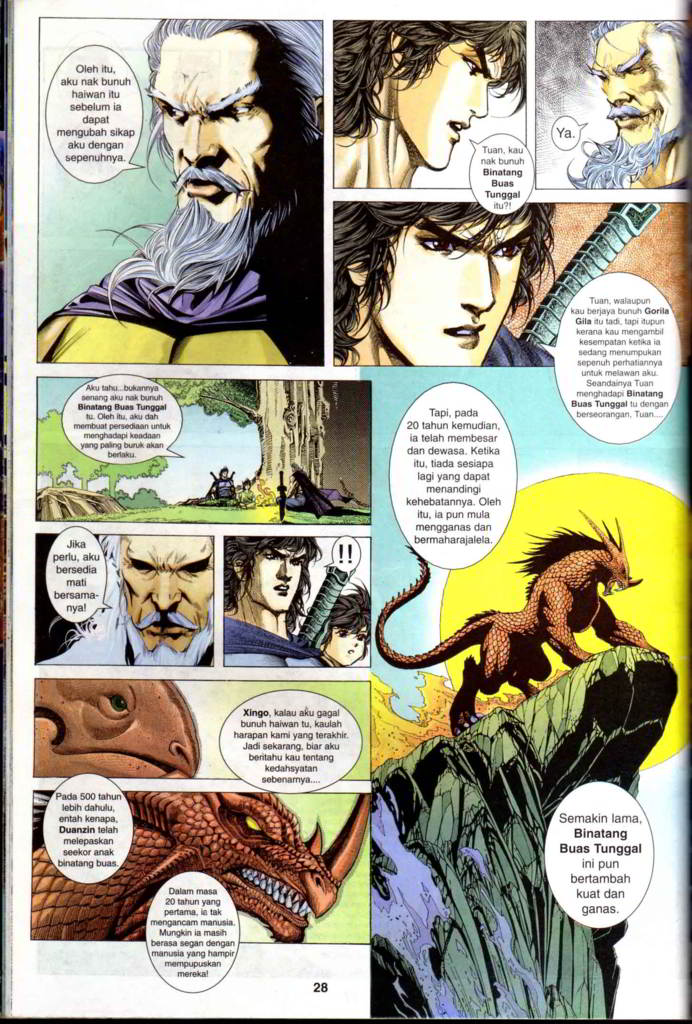 Oleh itu,
aku nak bunuh
haiwan itu
sebelum ia
dapat
mengubah sikap
aku dengan
sepenuhnya.
Tuan, kau
nak bunuh
Binatang
Buas
Tunggal
itu?!
Ya.
Tuan, walaupun
kau berjaya bunuh Gorila
Gila itu tadi, tapi itupun
kerana kau mengambil
kesempatan ketika ia
sedang menumpukan
sepenuh perhatiannya
untuk melawan aku.
Seandainya Tuan
menghadapi Binatang
Buas Tunggal tu dengan
berseorangan, Tuan....
Aku tahu...bukannya
senang aku nak bunuh
Binatang Buas Tunggal
tu. Oleh itu, aku dah
membuat persediaan untuk
menghadapi keadaan
yang paling buruk akan
berlaku.
Jika
perlu, aku
bersedia
mati
bersama-
nya!
!!
Xingo, kalau aku gagal
bunuh haiwan tu, kaulah
harapan kami yang terakhir.
Jadi sekarang, biar aku
beritahu kau tentang
kedahsyatan
sebenarnya....
Pada 500 tahun
lebih dahulu,
entah kenapa,
Duanzin telah
melepaskan
seekor anak
binatang buas.
Dalam masa
20 tahun yang
pertama, ia tak
mengancam manusia.
Mungkin ia masih
berasa segan dengan
manusia yang hampir
mempupuskan
mereka!
Tapi, pada
20 tahun kemudian,
ia telah membesar
dan dewasa. Ketika
itu, tiada sesiapa
lagi yang dapat
menandingi
kehebatannya. Oleh
itu, ia pun mula
mengganas dan
bermaharajalela.
Semakin lama,
Binatang
Buas Tunggal
ini pun
bertambah
kuat dan
ganas.
28